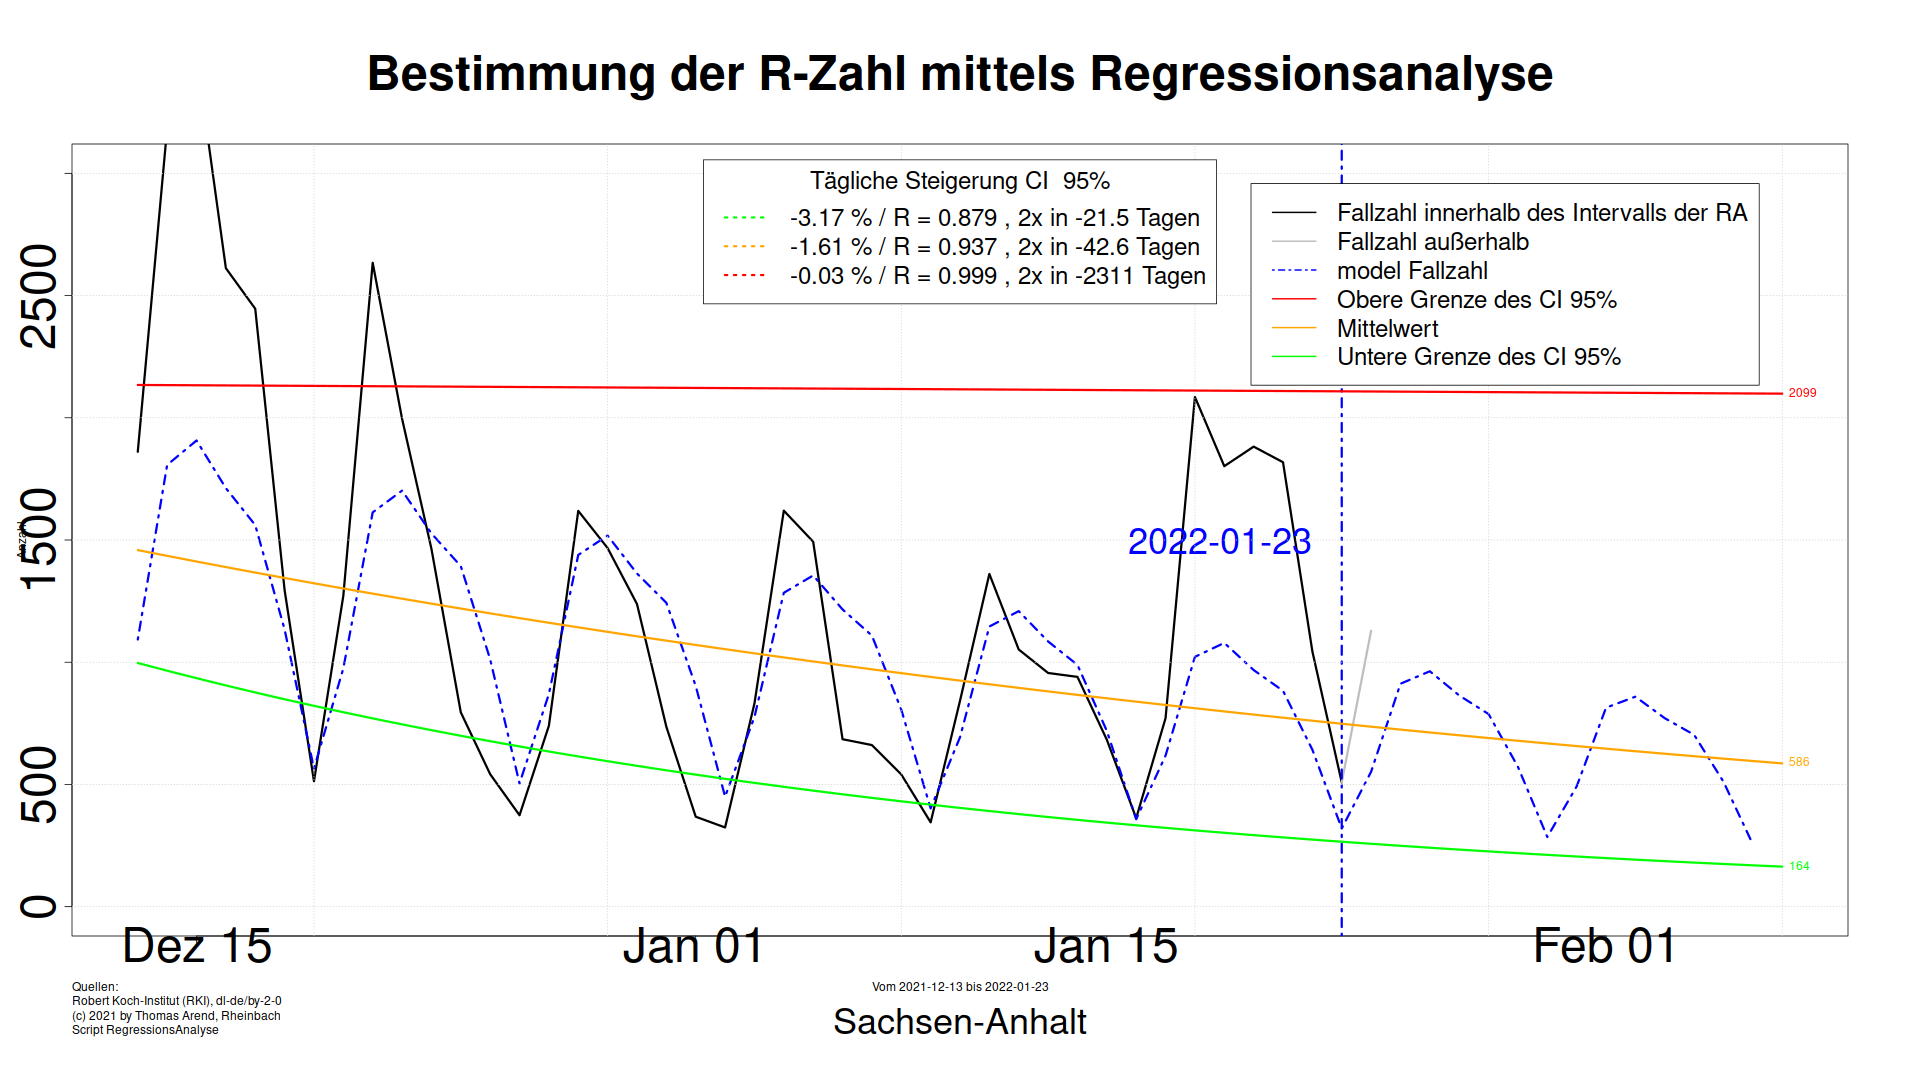 Bestimmung der R-Zahl mittels Regressionsanalyse
Tägliche Steigerung CI  95%
-3.17 % / R = 0.879 , 2x in -21.5 Tagen
-1.61 % / R = 0.937 , 2x in -42.6 Tagen
-0.03 % / R = 0.999 , 2x in -2311 Tagen
Fallzahl innerhalb des Intervalls der RA
Fallzahl außerhalb
model Fallzahl
Obere Grenze des CI 95%
Mittelwert
Untere Grenze des CI 95%
2500
1500
500
0
Anzahl
2099
2022-01-23
586
164
Dez 15
Jan 01
Jan 15
Feb 01
Quellen:
Robert Koch-Institut (RKI), dl-de/by-2-0
(c) 2021 by Thomas Arend, Rheinbach
Script RegressionsAnalyse
Vom 2021-12-13 bis 2022-01-23
Sachsen-Anhalt